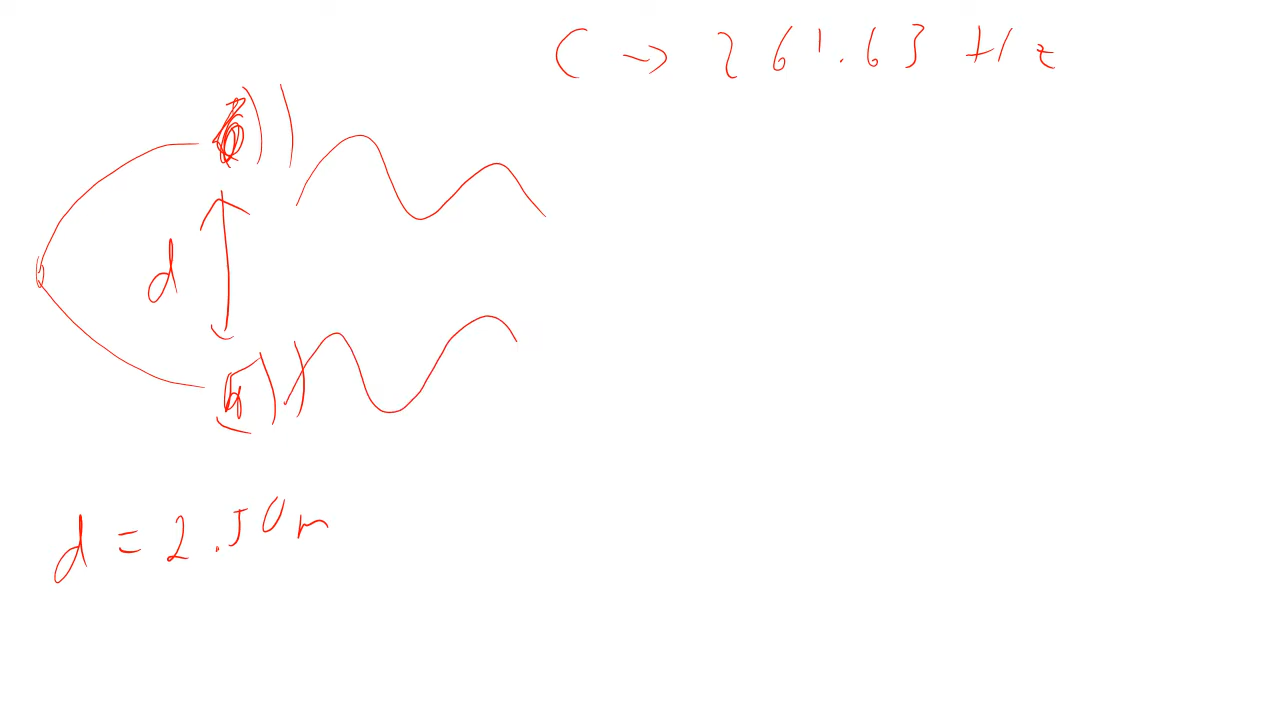 C → 261.63 Hz
d
d = 2.50m